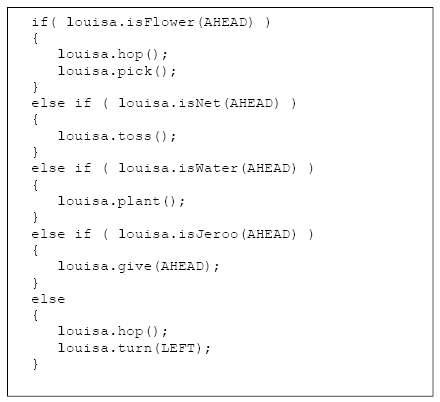 if( louisa.isFlower(AHEAD) )
{
   louisa.hop();
   louisa.pick();
}
else if ( louisa.isNet(AHEAD) )
{
   louisa.toss();
}
else if ( louisa.isWater(AHEAD) )
{
   louisa.plant();
}
else if ( louisa.isJeroo(AHEAD) )
{
   louisa.give(AHEAD);
}
else
{
   louisa.hop();
   louisa.turn(LEFT);
}